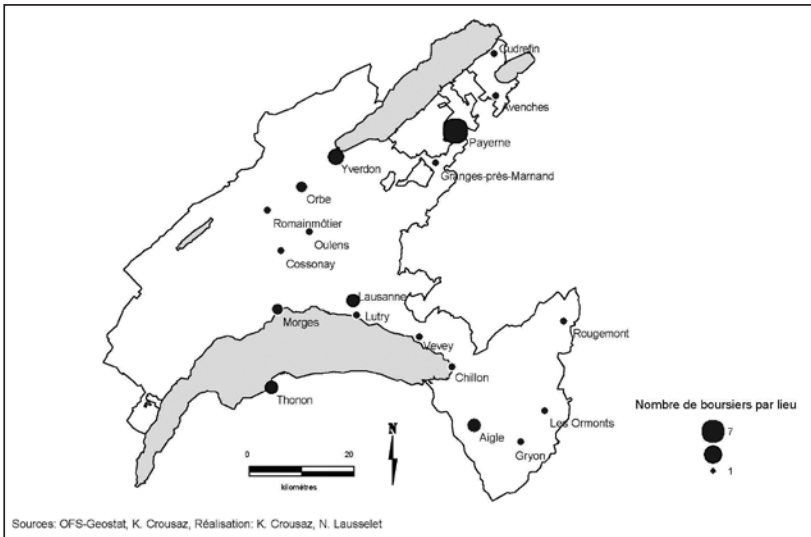 Cudrefin
Avenches
Payerne
Yverdon
Granges-près-Marnand
Orbe
Romainmôtier
Oulens
Cossonay
Lausanne
Morges
Lutry
Rougemont
Vevey
Chillon
Thonon
Nombre de boursiers par lieu
Les Ormonts
7
Aigle
N
Gryon
0 20
1
kilomètres
Sources: OFS-Geostat, K. Crousaz, Réalisation: K. Crousaz, N. Lausselet